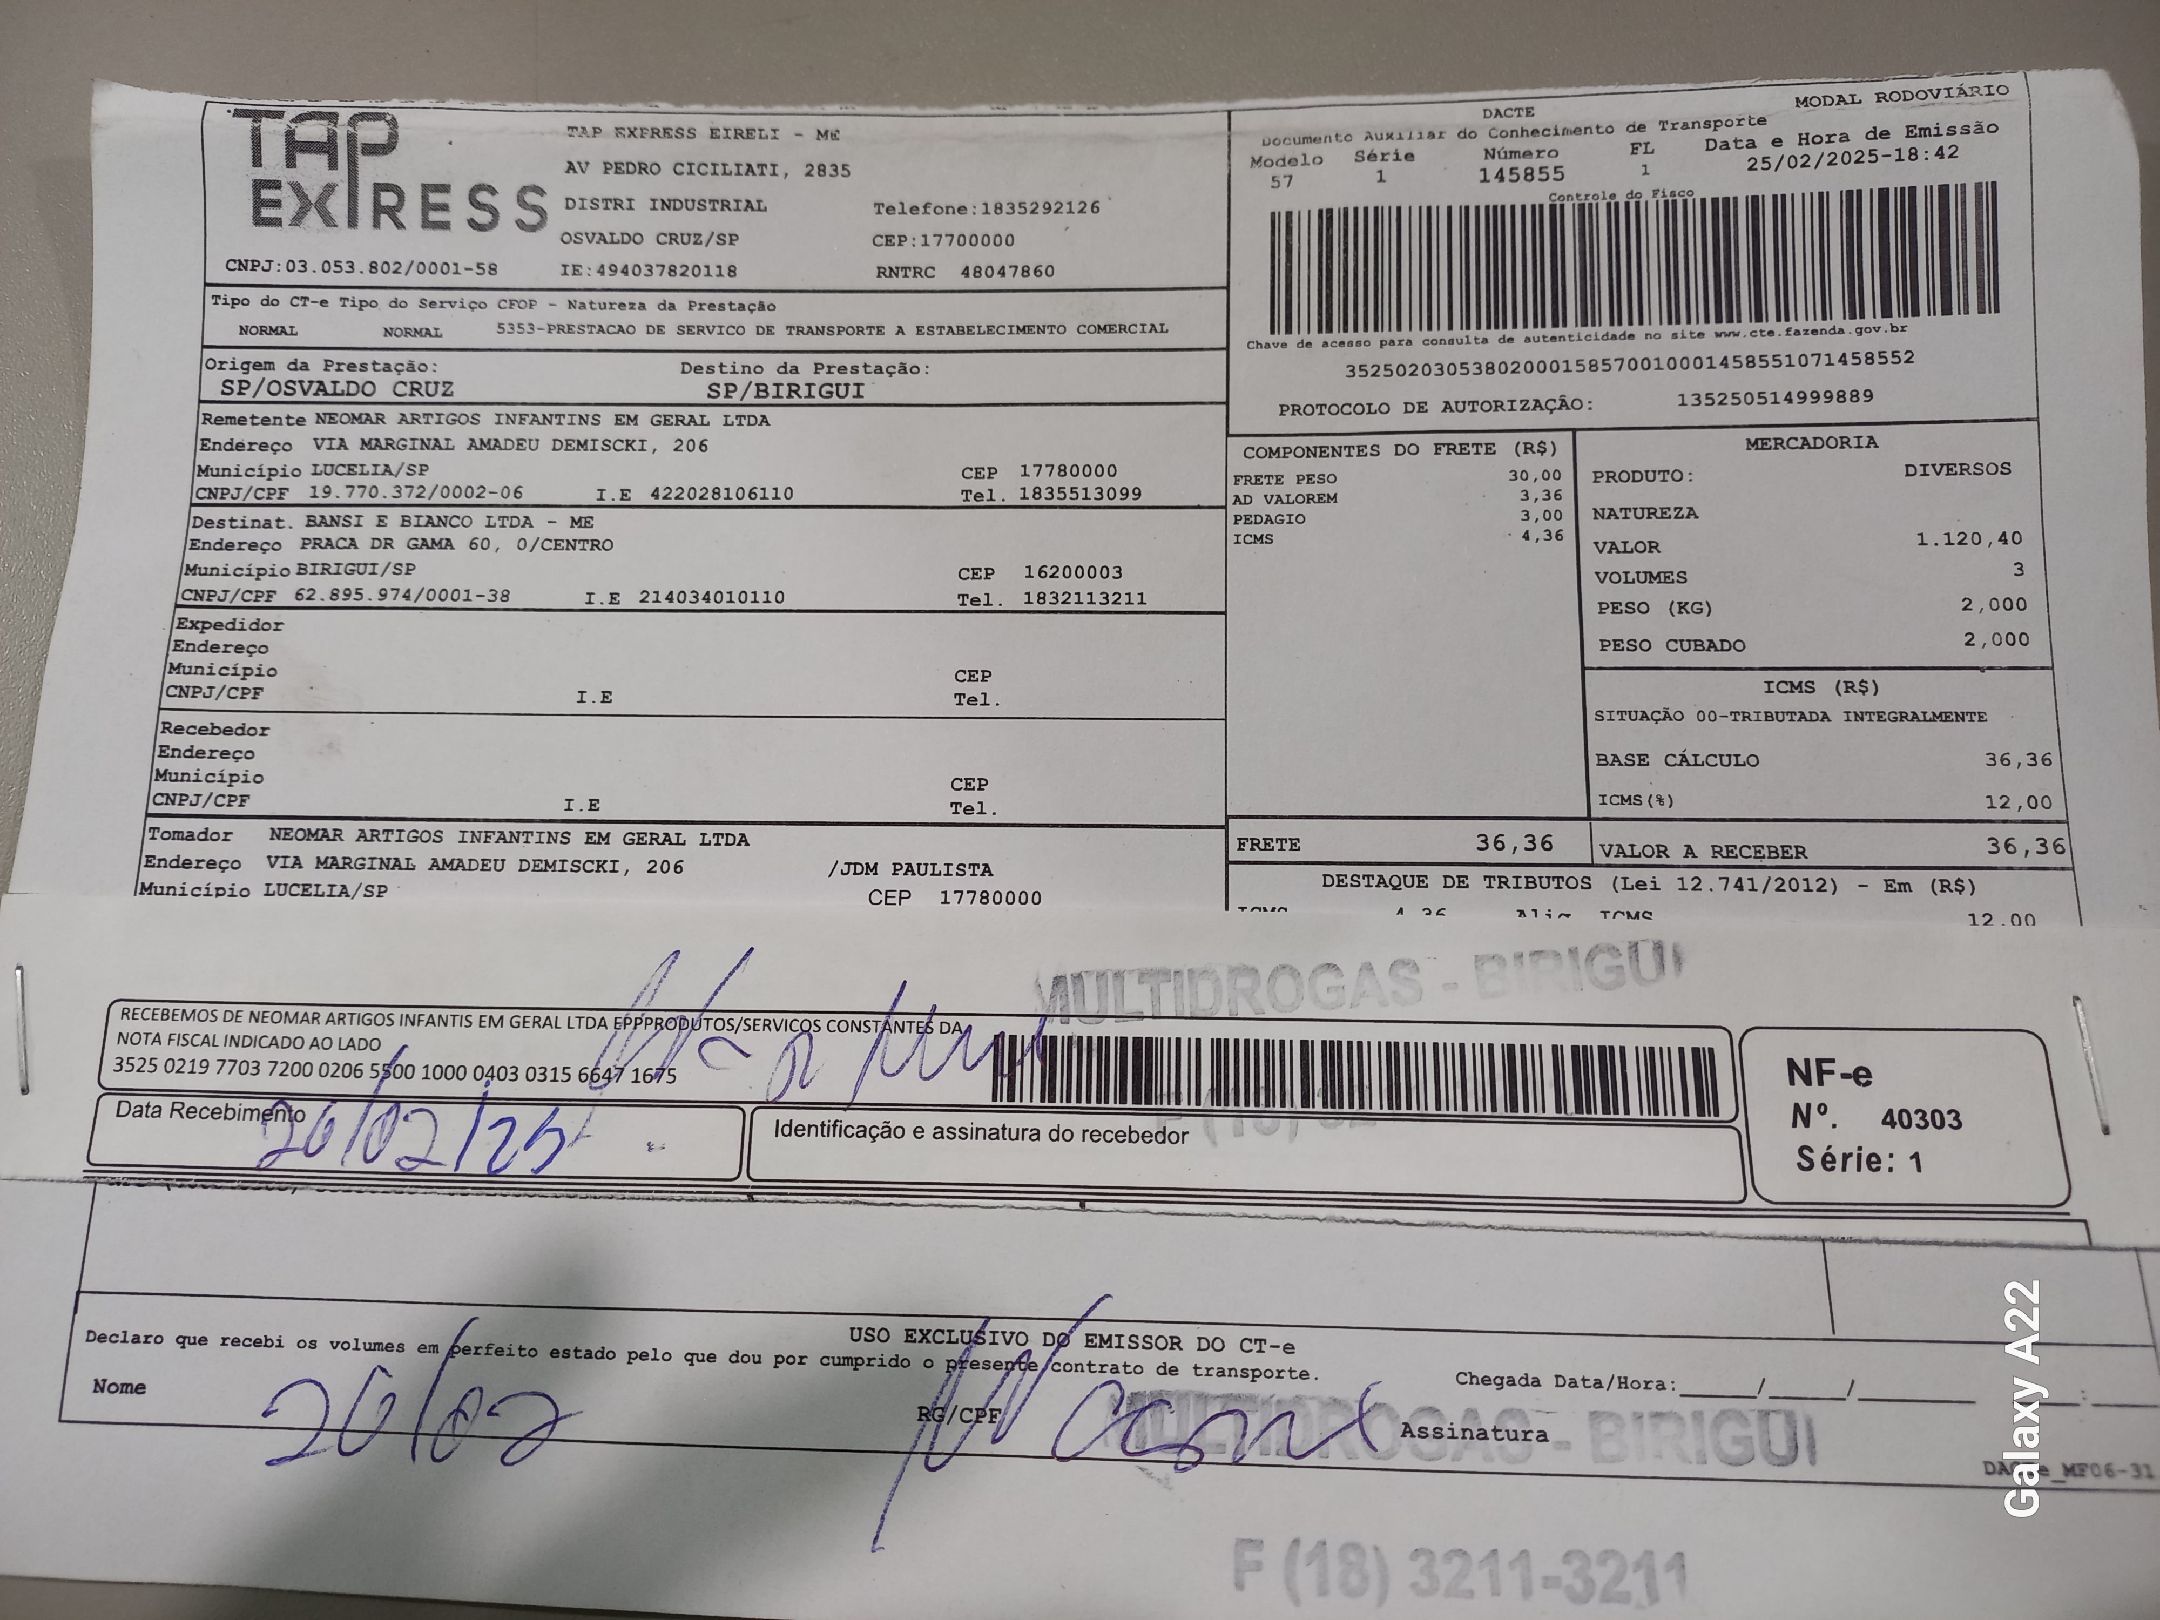 TAP EXPRESS
TAP EXPRESS EIRELI - ME
AV PEDRO CICILIATI, 2835
DISTRI INDUSTRIAL Telefone:1835292126
OSVALDO CRUZ/SP CEP:17700000
CNPJ:03.053.802/0001-58 IE:494037820118 RNTRC 48047860
Tipo do CT-e Tipo do Serviço CFOP - Natureza da Prestação
NORMAL NORMAL 5353-PRESTACAO DE SERVICO DE TRANSPORTE A ESTABELECIMENTO COMERCIAL
Origem da Prestação: Destino da Prestação:
SP/OSVALDO CRUZ SP/BIRIGUI
Remetente NEOMAR ARTIGOS INFANTINS EM GERAL LTDA
Endereço VIA MARGINAL AMADEU DEMISCKI, 206
Município LUCELIA/SP CEP 17780000
CNPJ/CPF 19.770.372/0002-06 I.E 422028106110 Tel. 1835513099
Destinat. BANSI E BIANCO LTDA - ME
Endereço PRACA DR GAMA 60, 0/CENTRO
Município BIRIGUI/SP CEP 16200003
CNPJ/CPF 62.895.974/0001-38 I.E 214034010110 Tel. 1832113211
Expedidor
Endereço
Município CEP
CNPJ/CPF I.E Tel.
Recebedor
Endereço
Município CEP
CNPJ/CPF I.E Tel.
Tomador NEOMAR ARTIGOS INFANTINS EM GERAL LTDA
Endereço VIA MARGINAL AMADEU DEMISCKI, 206 /JDM PAULISTA
Município LUCELIA/SP CEP 17780000
DACTE MODAL RODOVIÁRIO
Documento Auxiliar do Conhecimento de Transporte
Modelo Série Número FL Data e Hora de Emissão
57 1 145855 1 25/02/2025-18:42
Controle do Fisco
Chave de acesso para consulta de autenticidade no site www.cte.fazenda.gov.br
35250203053802000158570010001458551071458552
PROTOCOLO DE AUTORIZAÇÃO: 135250514999889
COMPONENTES DO FRETE (R$)
FRETE PESO 30,00
AD VALOREM 3,36
PEDAGIO 3,00
ICMS 4,36
MERCADORIA
PRODUTO: DIVERSOS
NATUREZA
VALOR 1.120,40
VOLUMES 3
PESO (KG) 2,000
PESO CUBADO 2,000
ICMS (R$)
SITUAÇÃO 00-TRIBUTADA INTEGRALMENTE
BASE CÁLCULO 36,36
ICMS(%) 12,00
FRETE 36,36 VALOR A RECEBER 36,36
DESTAQUE DE TRIBUTOS (Lei 12.741/2012) - Em (R$)
ICMS 4,36 Aliq ICMS 12.00
MULTIDROGAS - BIRIGUI
RECEBEMOS DE NEOMAR ARTIGOS INFANTIS EM GERAL LTDA EPPPRODUTOS/SERVICOS CONSTANTES DA
NOTA FISCAL INDICADO AO LADO
3525 0219 7703 7200 0206 5500 1000 0403 0315 6647 1675
Data Recebimento
26/02/25
Identificação e assinatura do recebedor
NF-e
Nº. 40303
Série: 1
USO EXCLUSIVO DO EMISSOR DO CT-e
Declaro que recebi os volumes em perfeito estado pelo que dou por cumprido o presente contrato de transporte.
Nome RG/CPF Assinatura Chegada Data/Hora:_____/_____/_____ :
26/02
MULTIDROGAS - BIRIGUI
F (18) 3211-3211
Galaxy A22